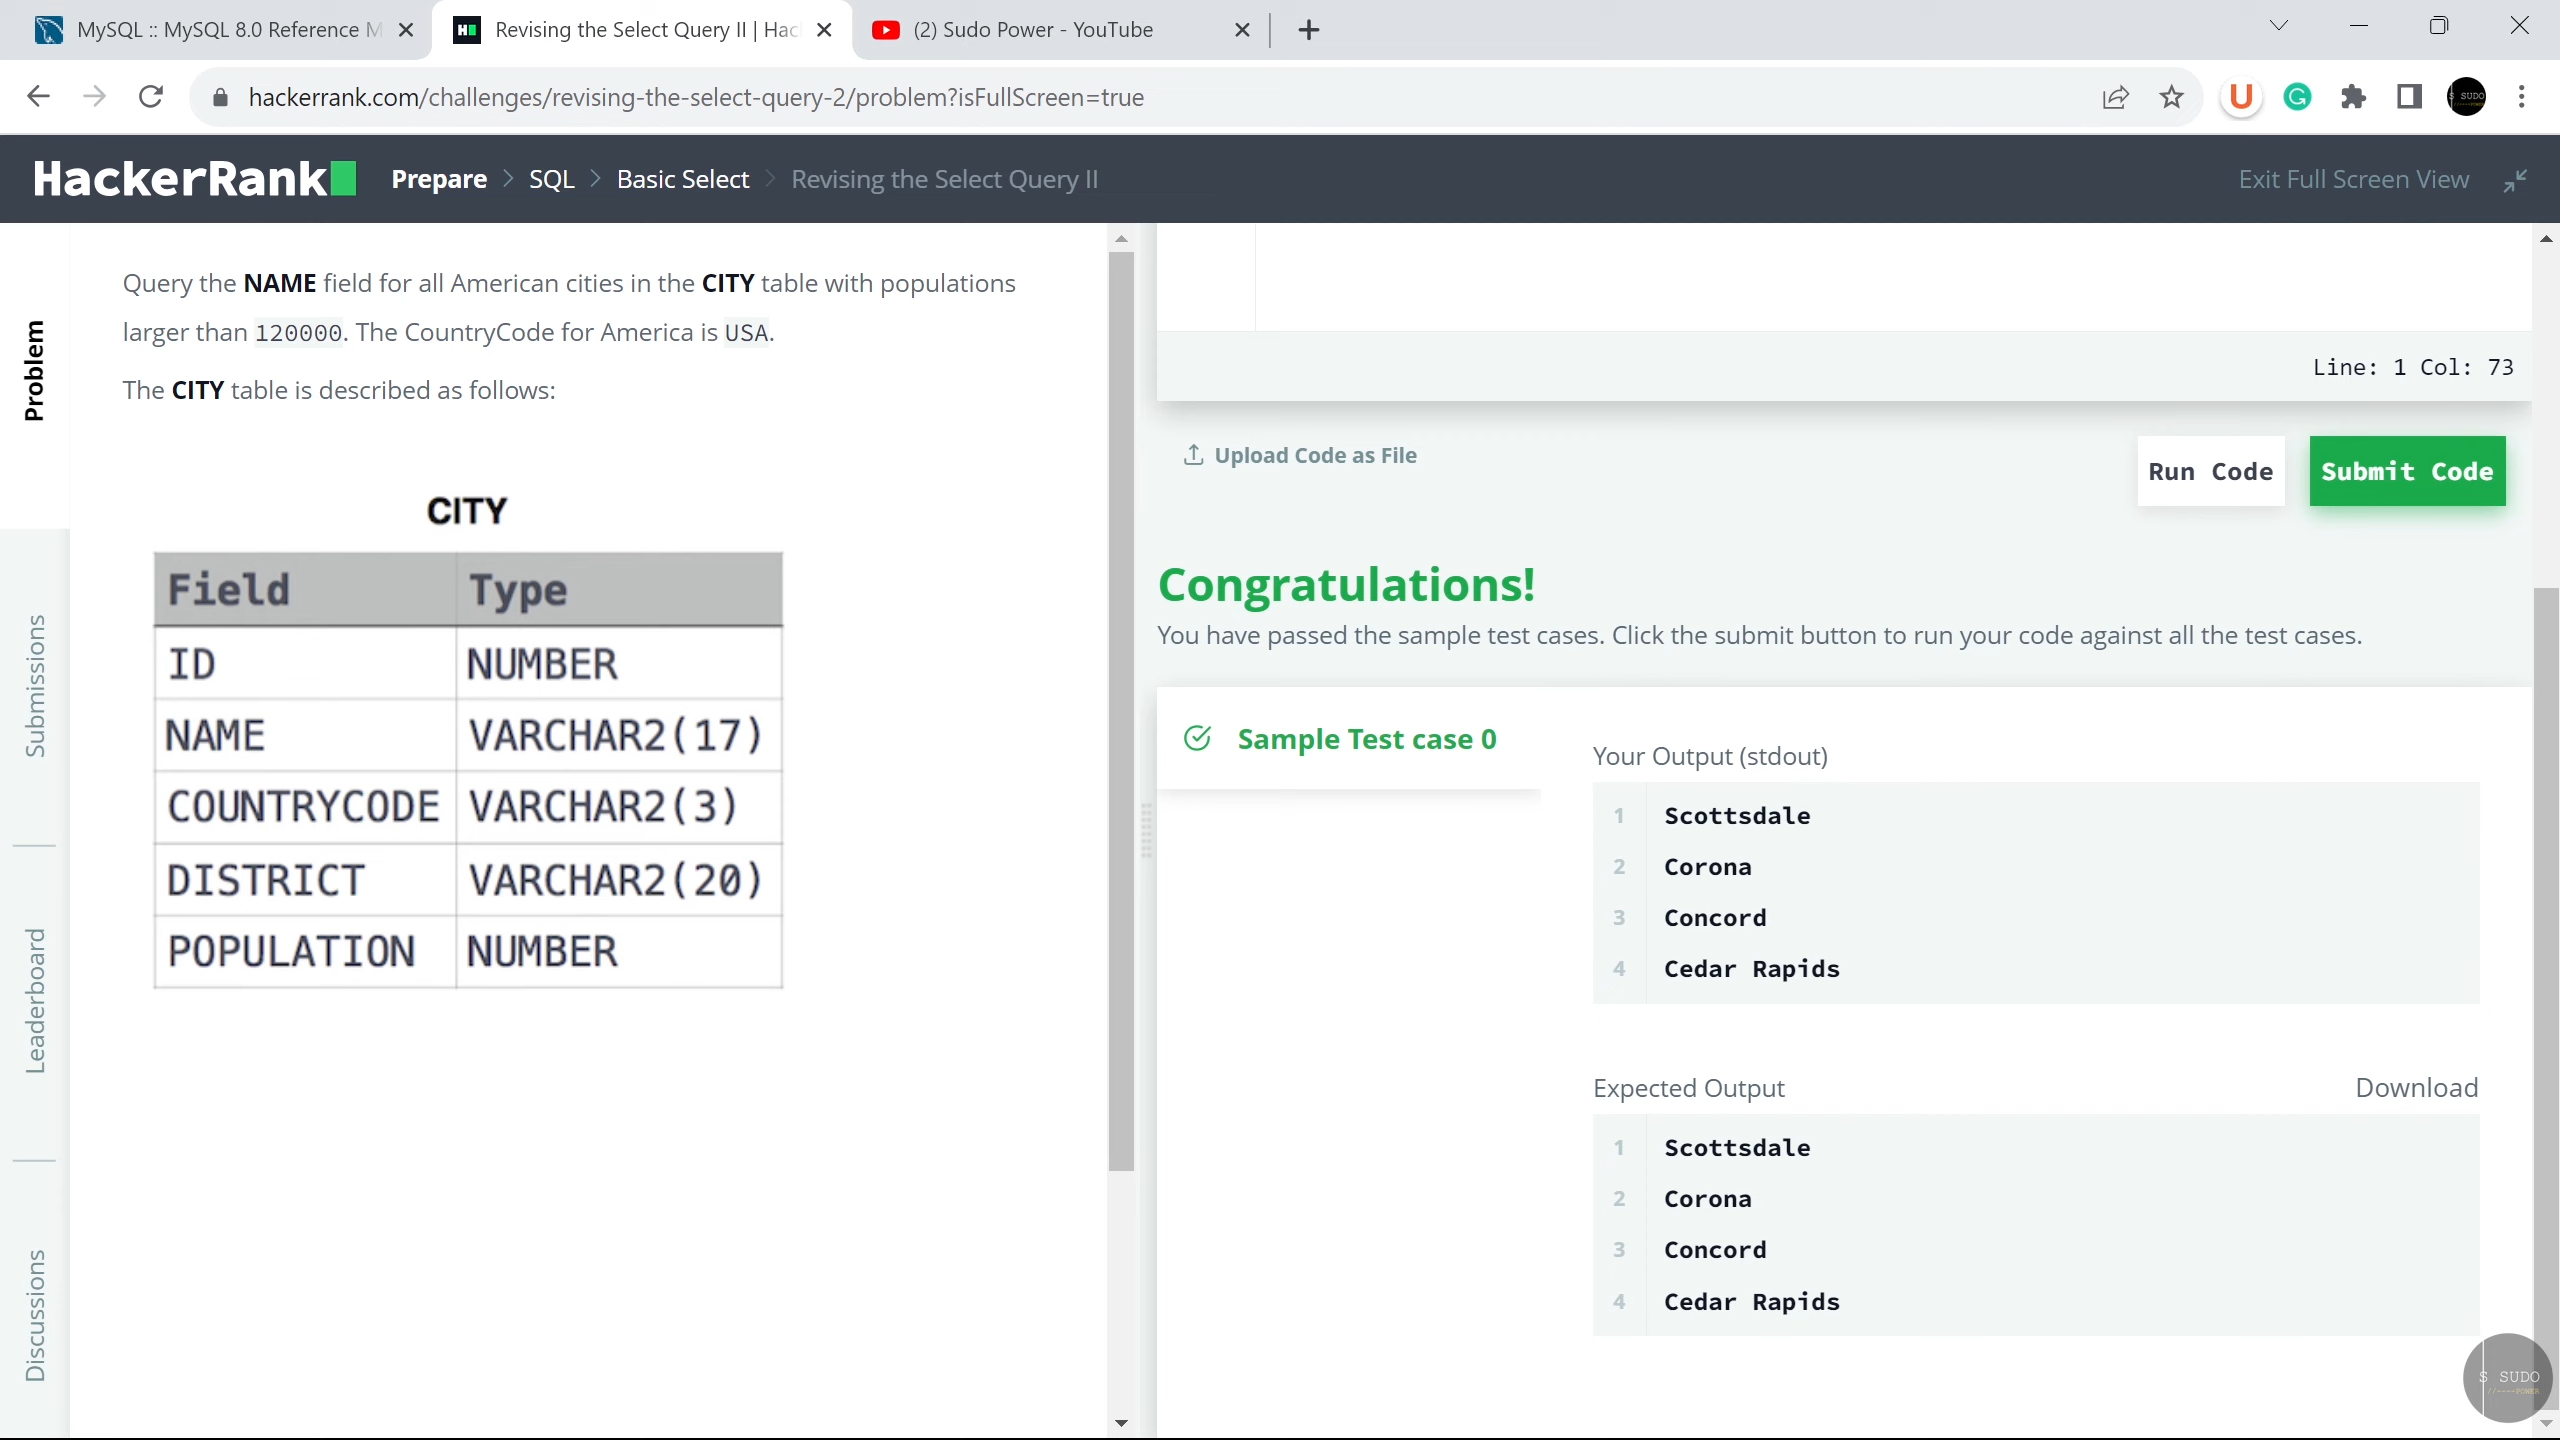 MySQL :: MySQL 8.0 Reference M
Revising the Select Query II | Hac
(2) Sudo Power - YouTube
hackerrank.com/challenges/revising-the-select-query-2/problem?isFullScreen=true
HackerRank
Prepare > SQL > Basic Select > Revising the Select Query II
Exit Full Screen View
Problem
Submissions
Leaderboard
Discussions
Query the NAME field for all American cities in the CITY table with populations
larger than 120000. The CountryCode for America is USA.
The CITY table is described as follows:
CITY
Field Type
ID NUMBER
NAME VARCHAR2(17)
COUNTRYCODE VARCHAR2(3)
DISTRICT VARCHAR2(20)
POPULATION NUMBER
Line: 1 Col: 73
Upload Code as File
Run Code
Submit Code
Congratulations!
You have passed the sample test cases. Click the submit button to run your code against all the test cases.
Sample Test case 0
Your Output (stdout)
1 Scottsdale
2 Corona
3 Concord
4 Cedar Rapids
Expected Output
Download
1 Scottsdale
2 Corona
3 Concord
4 Cedar Rapids
S SUDO
//----POWER